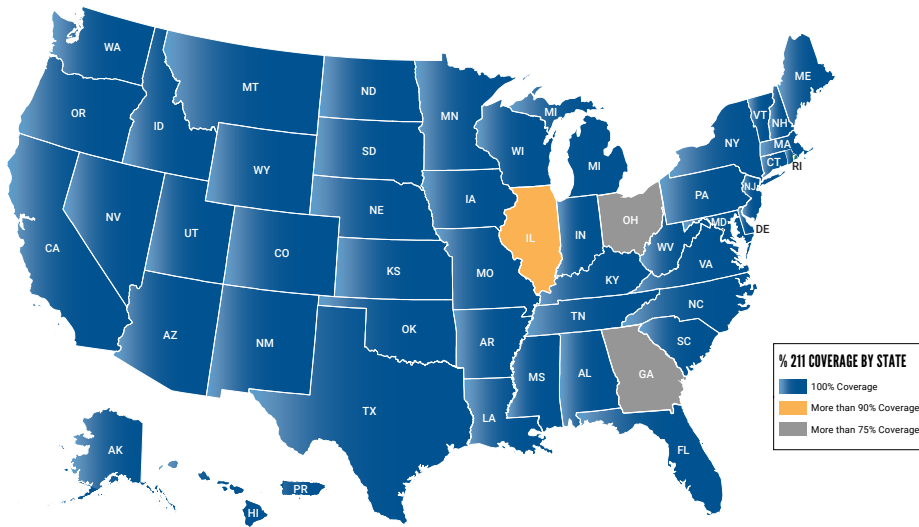 WA
MT
ND
MN
ME
OR
ID
SD
WI
MI
MI
VT
NH
NY
MA
CT
RI
WY
IA
PA
NJ
NE
NV
UT
CO
IL
IN
OH
MD
DE
WV
VA
CA
KS
MO
KY
NC
AZ
NM
OK
TN
AR
SC
MS
AL
GA
TX
LA
FL
AK
PR
HI
% 211 COVERAGE BY STATE
100% Coverage
More than 90% Coverage
More than 75% Coverage